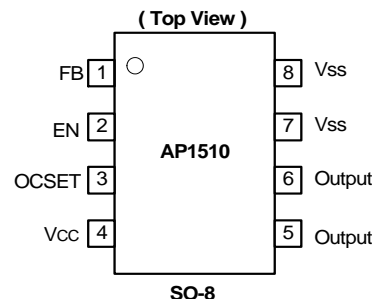 ( Top View )
FB 1
8 Vss
EN 2
7 Vss
AP1510
OCSET 3
6 Output
Vcc 4
5 Output
SO-8